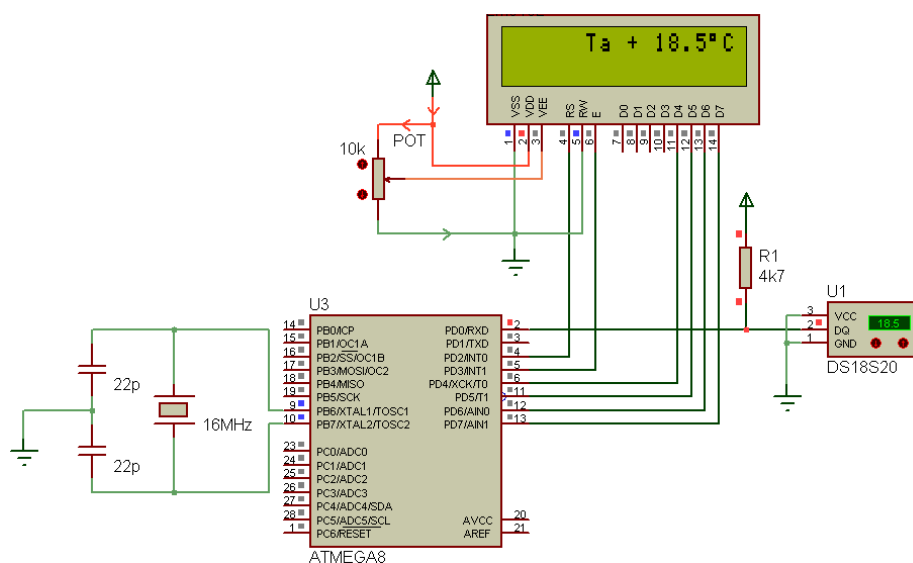 Ta + 18.5°C
VSS
VDD
VEE
RS
RW
E
D0
D1
D2
D3
D4
D5
D6
D7
1
2
3
4
5
6
7
8
9
10
11
12
13
14
POT
10k
R1
4k7
U1
3 VCC
2 DQ
1 GND
18.5
DS18S20
U3
14 PB0/ICP PD0/RXD 2
15 PB1/OC1A PD1/TXD 3
16 PB2/SS/OC1B PD2/INT0 4
17 PB3/MOSI/OC2 PD3/INT1 5
18 PB4/MISO PD4/XCK/T0 6
19 PB5/SCK PD5/T1 11
9 PB6/XTAL1/TOSC1 PD6/AIN0 12
10 PB7/XTAL2/TOSC2 PD7/AIN1 13
23 PC0/ADC0
24 PC1/ADC1
25 PC2/ADC2
26 PC3/ADC3
27 PC4/ADC4/SDA
28 PC5/ADC5/SCL AVCC 20
1 PC6/RESET AREF 21
ATMEGA8
22p
16MHz
22p